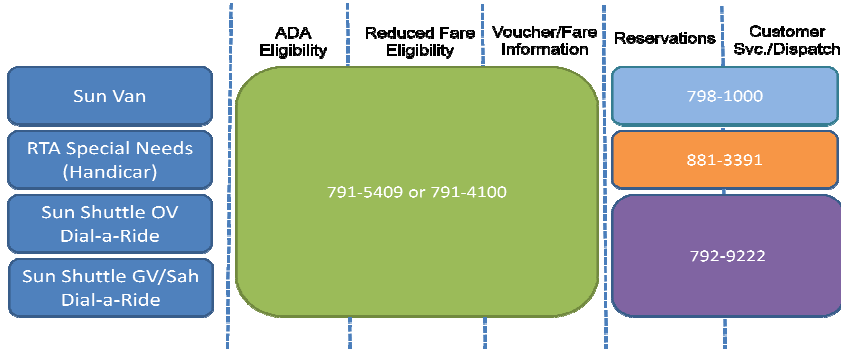 ADA
Eligibility
Reduced Fare
Eligibility
Voucher/Fare
Information
Reservations
Customer
Svc./Dispatch
Sun Van
798-1000
RTA Special Needs
(Handicar)
881-3391
791-5409 or 791-4100
Sun Shuttle OV
Dial-a-Ride
792-9222
Sun Shuttle GV/Sah
Dial-a-Ride